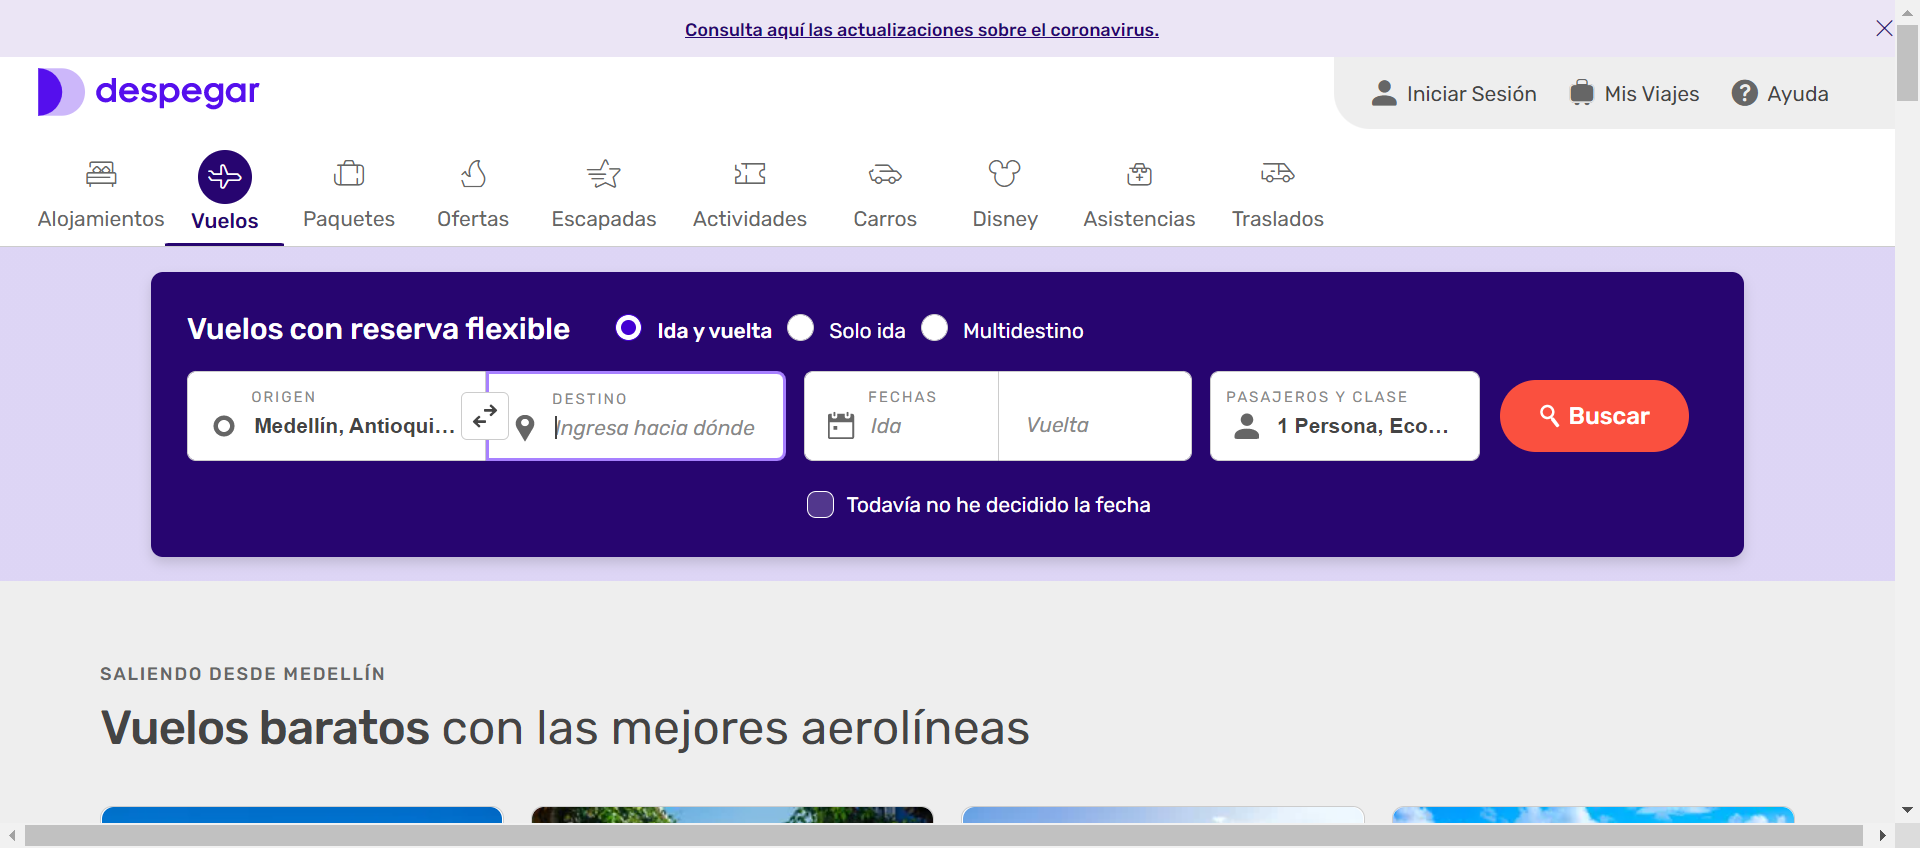 Consulta aquí las actualizaciones sobre el coronavirus.
despegar
Iniciar Sesión
Mis Viajes
? Ayuda
Alojamientos
Vuelos
Paquetes
Ofertas
Escapadas
Actividades
Carros
Disney
Asistencias
Traslados
Vuelos con reserva flexible
Ida y vuelta
Solo ida
Multidestino
ORIGEN
Medellín, Antioqui...
DESTINO
Ingresa hacia dónde
FECHAS
Ida
Vuelta
PASAJEROS Y CLASE
1 Persona, Eco...
Buscar
Todavía no he decidido la fecha
SALIENDO DESDE MEDELLÍN
Vuelos baratos con las mejores aerolíneas